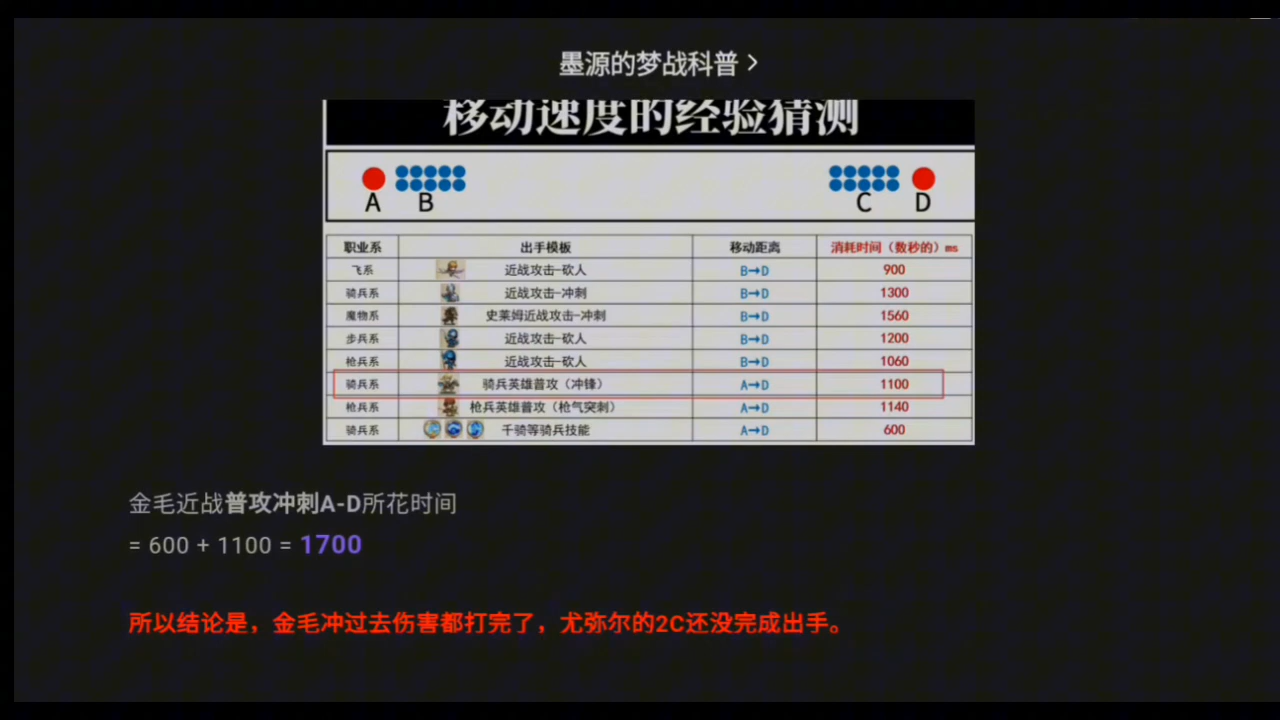 墨源的梦战科普 >
移动速度的经验猜测
A B C D
职业系 出手模板 移动距离 消耗时间（数秒的）ms
飞系 近战攻击-砍人 B→D 900
骑兵系 近战攻击-冲刺 B→D 1300
魔物系 史莱姆近战攻击-冲刺 B→D 1560
步兵系 近战攻击-砍人 B→D 1200
枪兵系 近战攻击-砍人 B→D 1060
骑兵系 骑兵英雄普攻（冲锋） A→D 1100
枪兵系 枪兵英雄普攻（枪气突刺） A→D 1140
骑兵系 千骑等骑兵技能 A→D 600
金毛近战普攻冲刺A-D所花时间
= 600 + 1100 = 1700
所以结论是，金毛冲过去伤害都打完了，尤弥尔的2C还没完成出手。